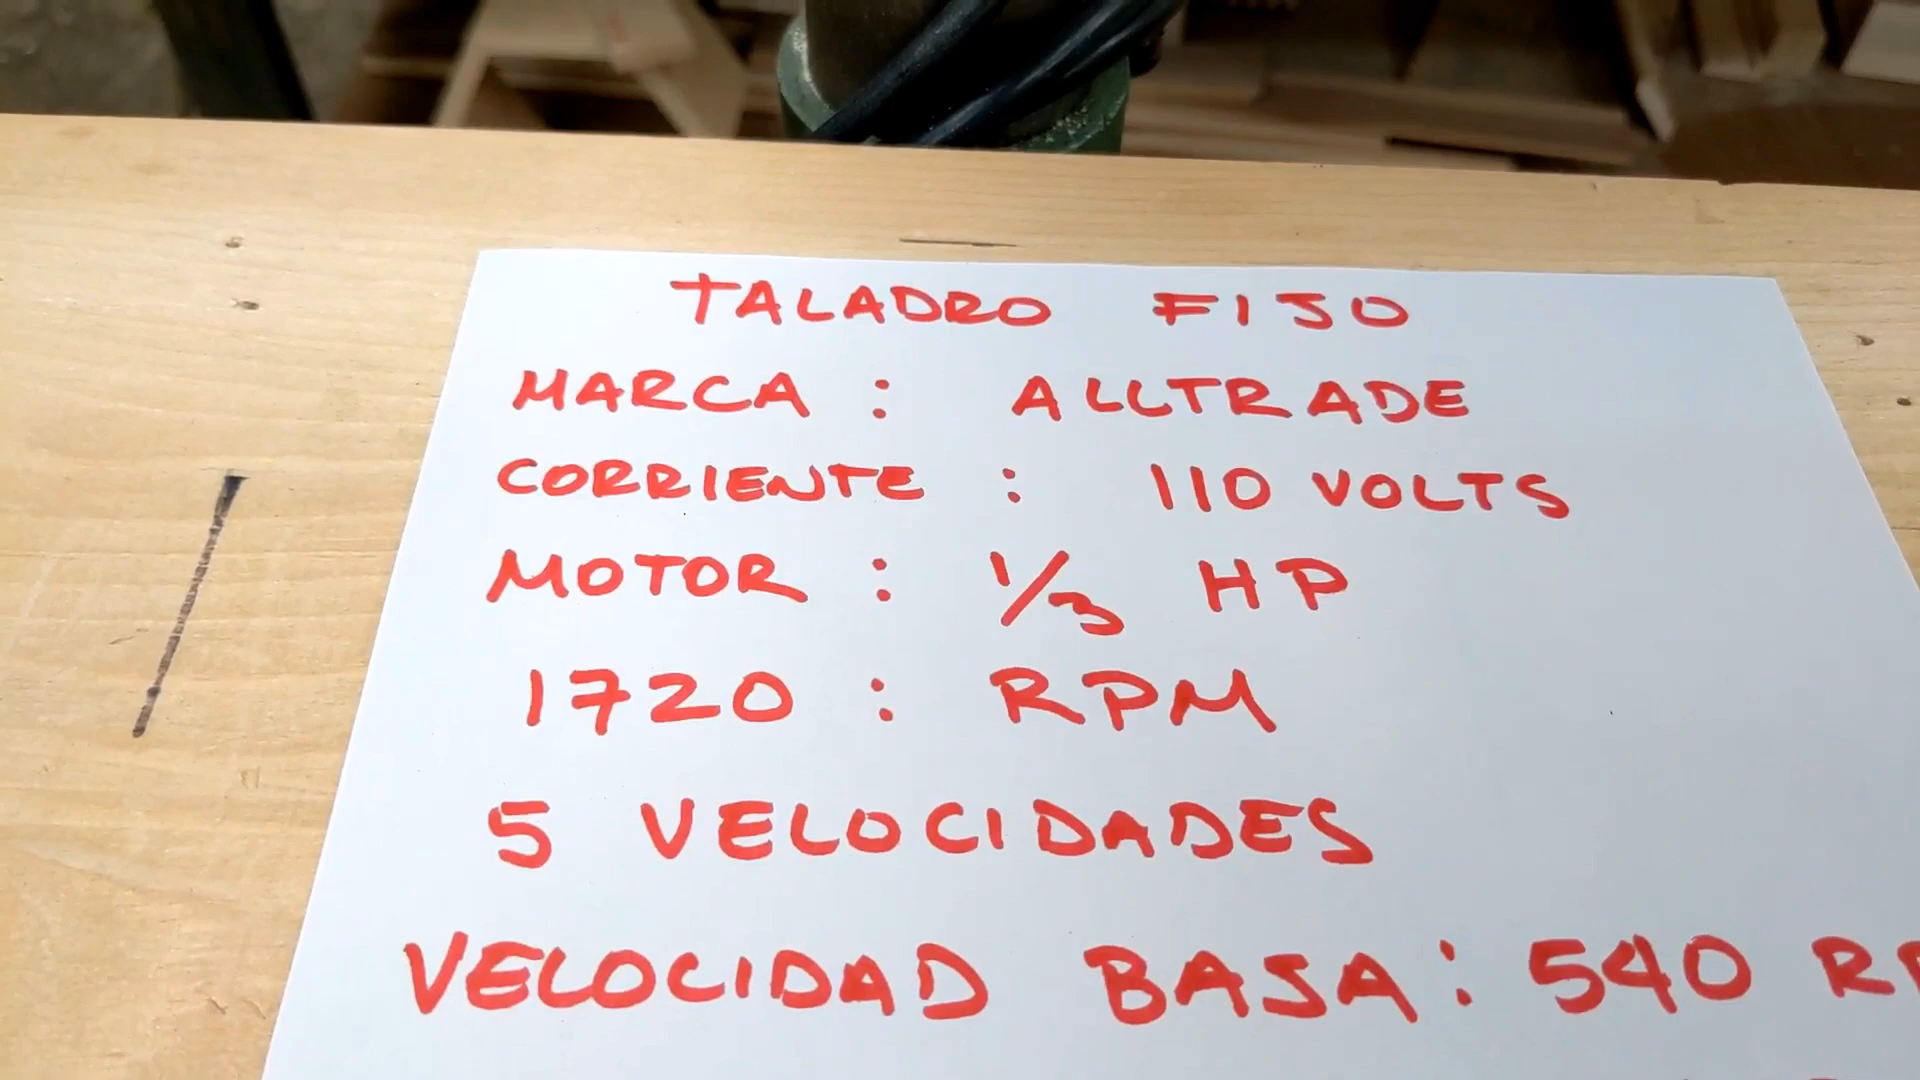 TALADRO FIJO
MARCA : ALLTRADE
CORRIENTE : 110 VOLTS
MOTOR : 1/3 HP
1720 : RPM
5 VELOCIDADES
VELOCIDAD BAJA : 540